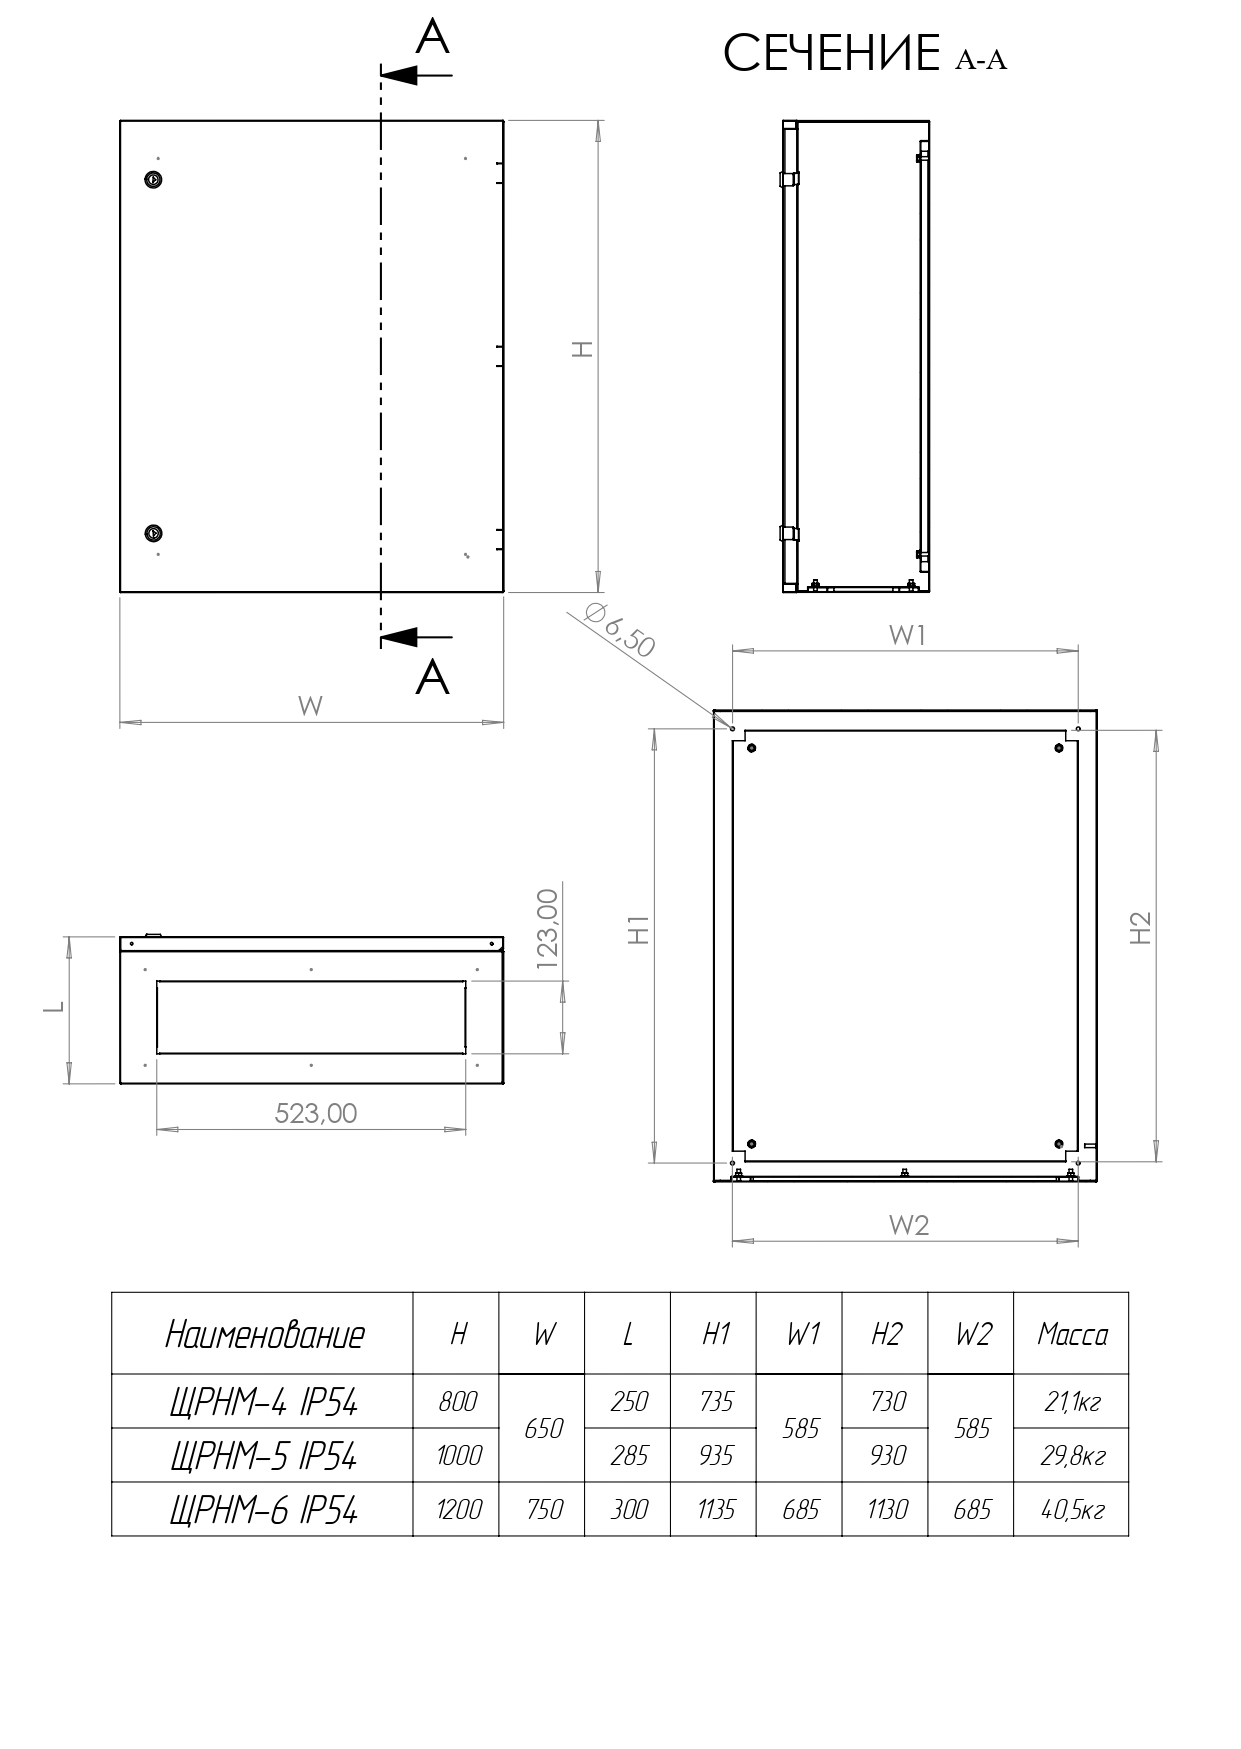 A
СЕЧЕНИЕ А-А
H
⌀6,50
A
W
W1
H1
H2
123,00
L
523,00
W2
Наименование H W L H1 W1 H2 W2 Масса
ЩРНМ-4 IP54 800 650 250 735 585 730 585 21,1кг
ЩРНМ-5 IP54 1000 285 935 930 29,8кг
ЩРНМ-6 IP54 1200 750 300 1135 685 1130 685 40,5кг